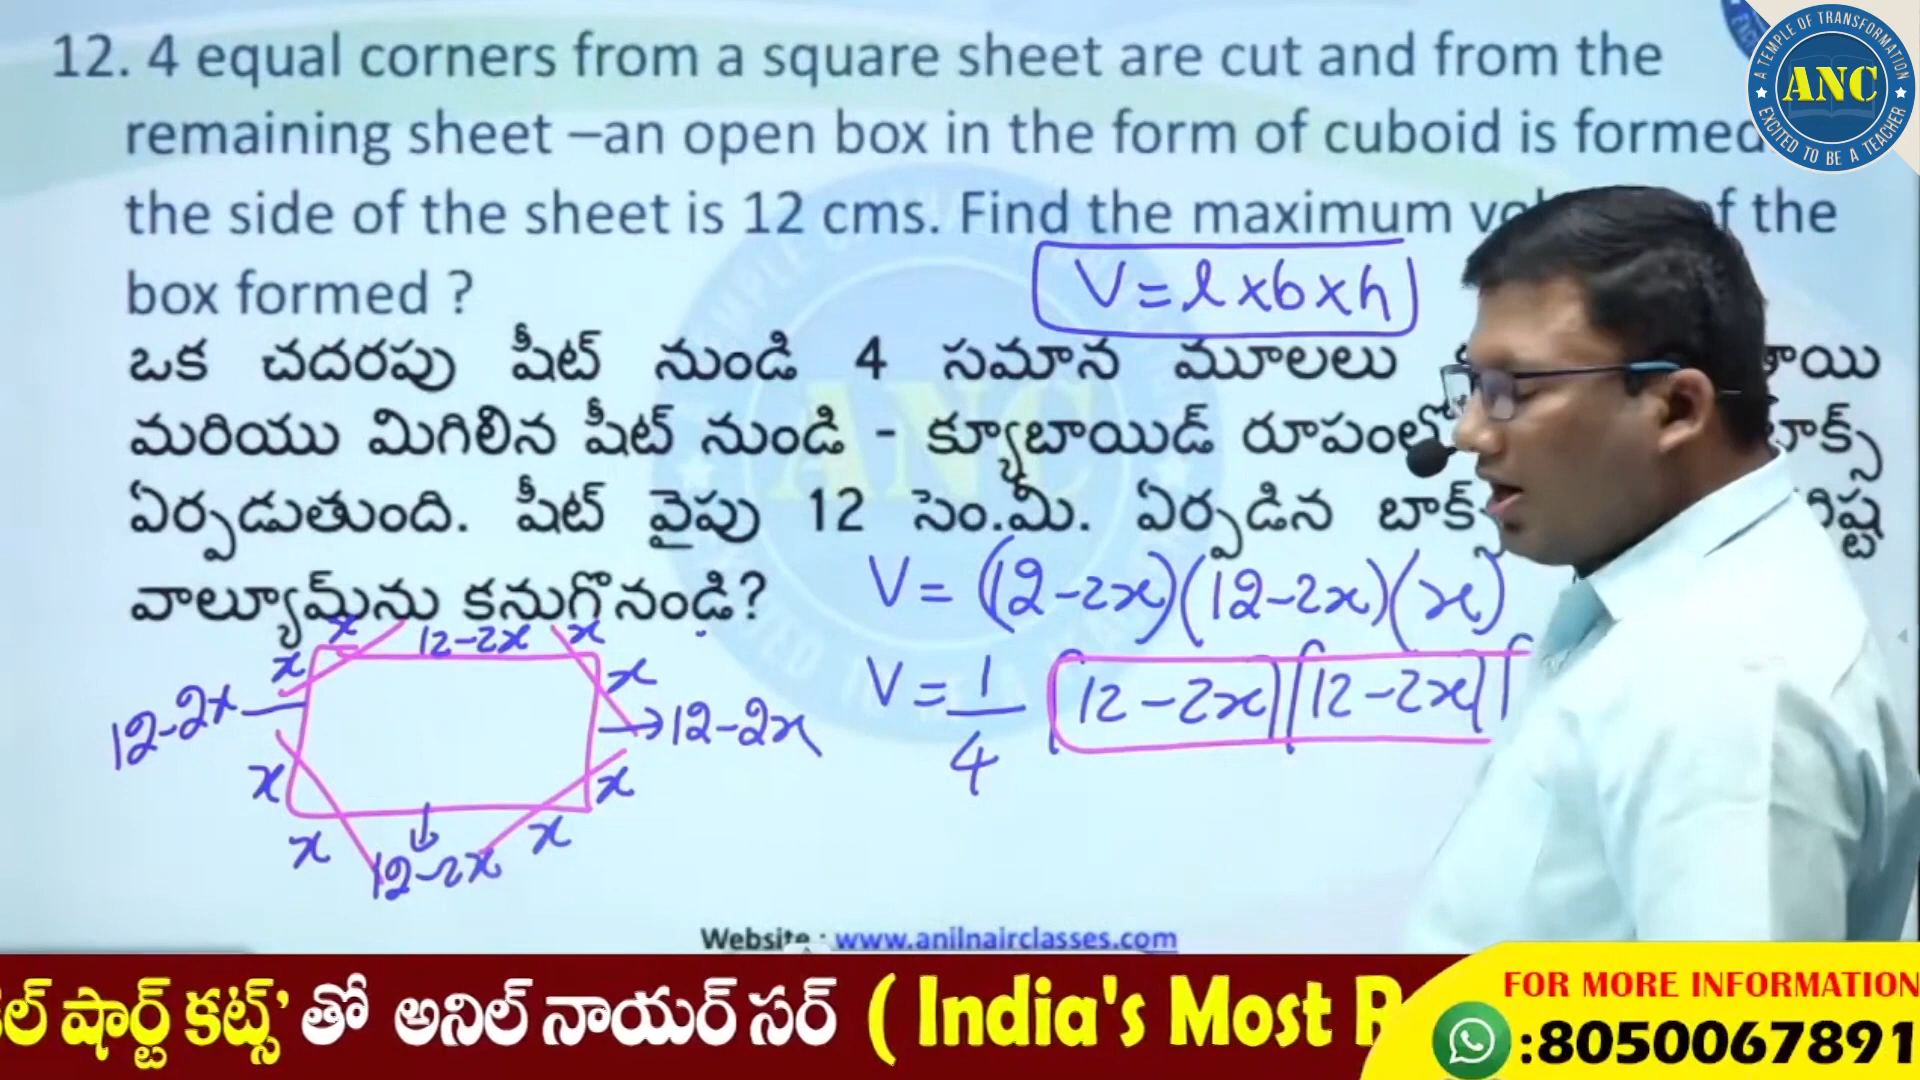 12. 4 equal corners from a square sheet are cut and from the
remaining sheet –an open box in the form of cuboid is formed
the side of the sheet is 12 cms. Find the maximum of the
box formed ?
V = l x b x h
ఒక చదరపు షీట్ నుండి 4 సమాన మూలలు
మరియు మిగిలిన షీట్ నుండి - క్యూబాయిడ్ రూపంలో
ఏర్పడుతుంది. షీట్ వైపు 12 సెం.మీ. ఏర్పడిన
వాల్యూమ్‌ను కనుగొనండి?
V = (12-2x)(12-2x)(x)
V = 1/4 [12-2x][12-2x][
x 12-2x x
x x
12-2x 12-2x
x x
x 12-2x x
Website : www.anilnairclasses.com
A TEMPLE OF TRANSFORMATION
ANC
EXCITED TO BE A TEACHER
షార్ట్ కట్స్' తో అనిల్ నాయర్ సర్ ( India's Most
FOR MORE INFORMATION
:8050067891